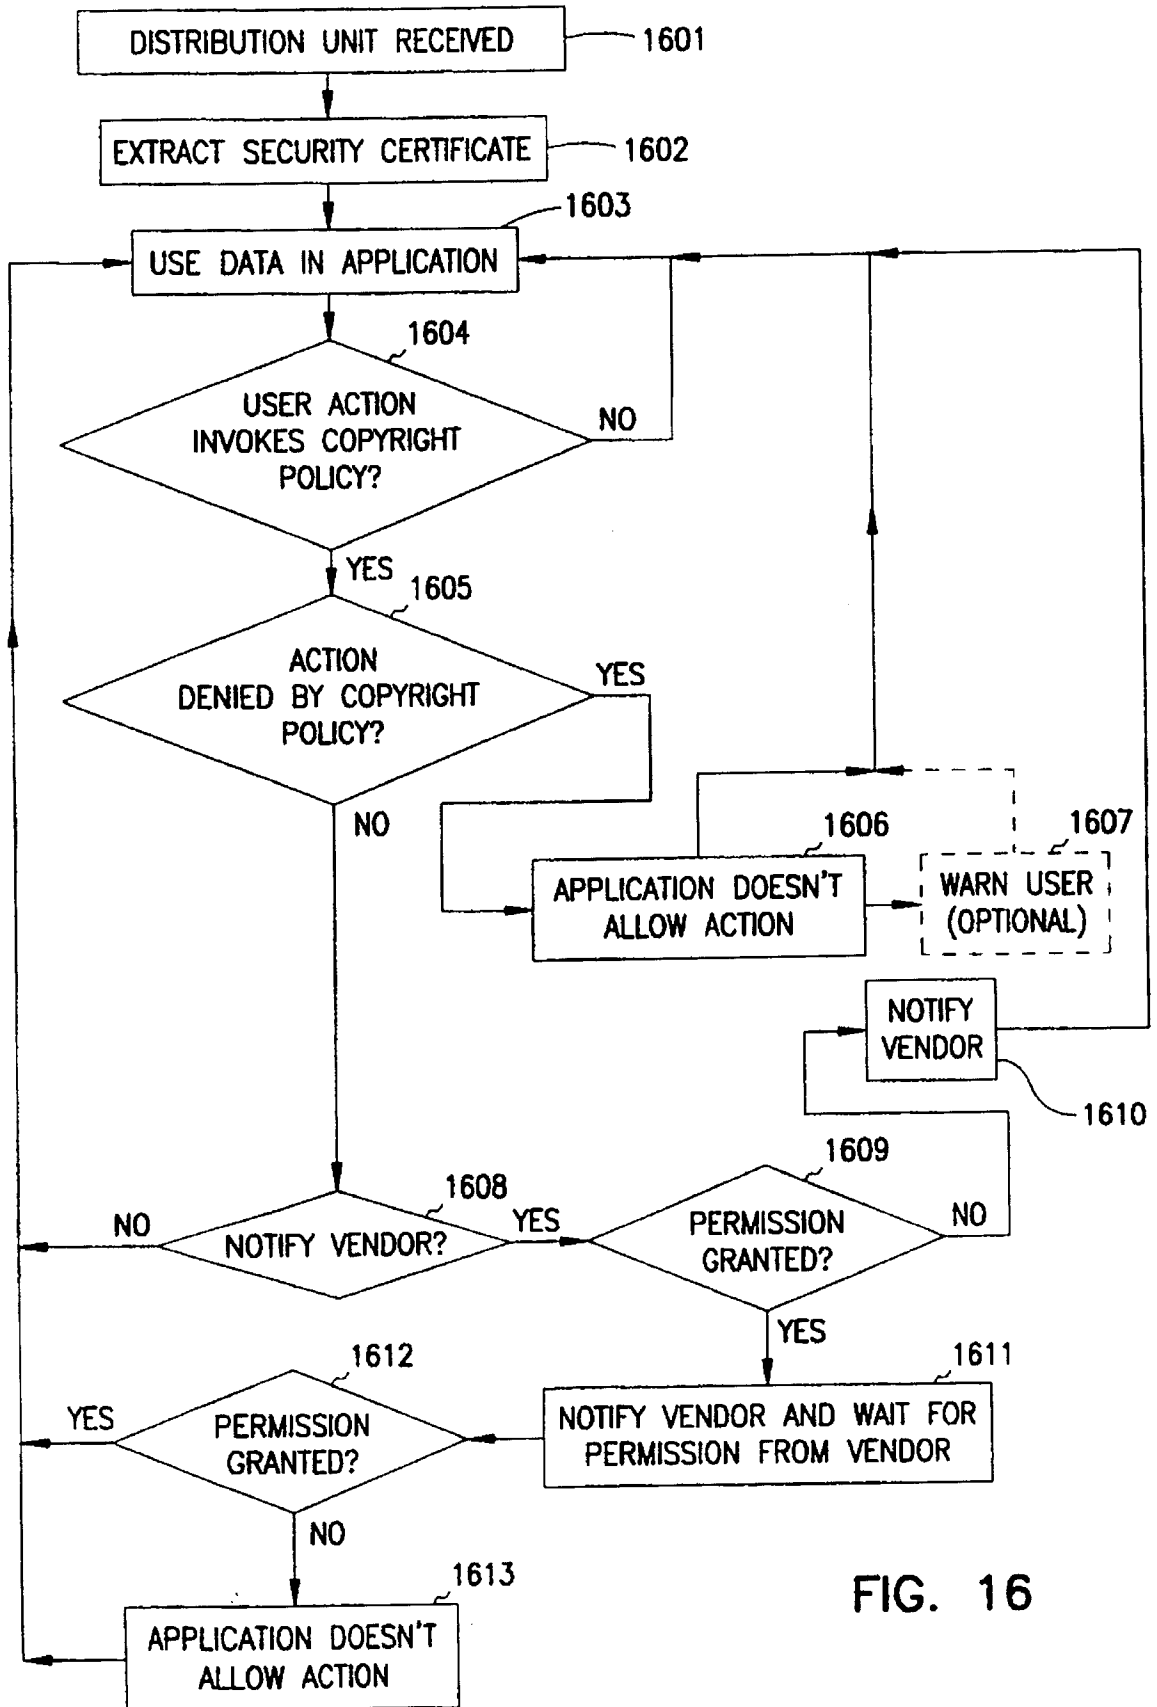 DISTRIBUTION UNIT RECEIVED
1601
EXTRACT SECURITY CERTIFICATE
1602
1603
USE DATA IN APPLICATION
1604
USER ACTION
INVOKES COPYRIGHT
POLICY?
NO
YES
1605
ACTION
DENIED BY COPYRIGHT
POLICY?
YES
NO
1606
1607
APPLICATION DOESN'T
ALLOW ACTION
WARN USER
(OPTIONAL)
NOTIFY
VENDOR
1610
1609
1608
NO
NOTIFY VENDOR?
YES
PERMISSION
GRANTED?
NO
YES
1612
1611
YES
PERMISSION
GRANTED?
NOTIFY VENDOR AND WAIT FOR
PERMISSION FROM VENDOR
NO
1613
APPLICATION DOESN'T
ALLOW ACTION
FIG. 16